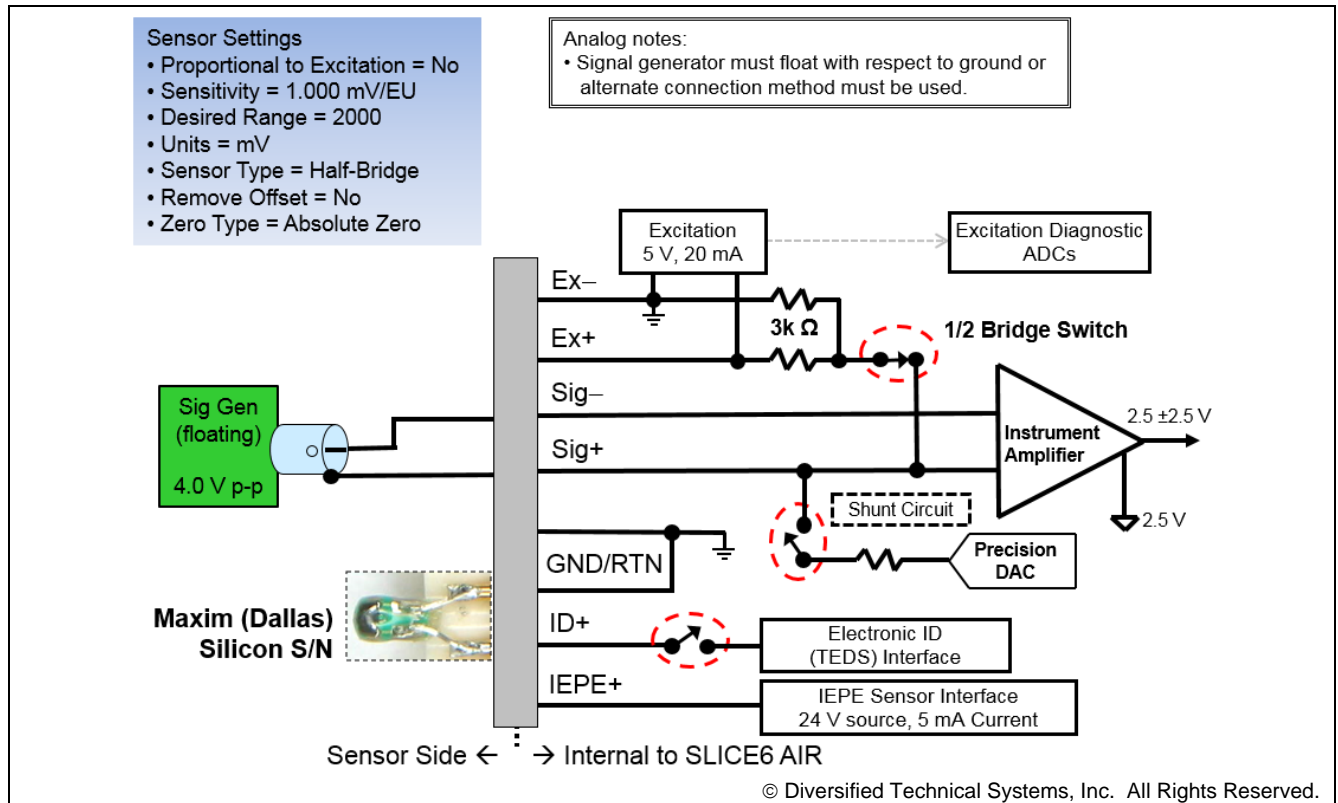 Sensor Settings
• Proportional to Excitation = No
• Sensitivity = 1.000 mV/EU
• Desired Range = 2000
• Units = mV
• Sensor Type = Half-Bridge
• Remove Offset = No
• Zero Type = Absolute Zero
Analog notes:
• Signal generator must float with respect to ground or
alternate connection method must be used.
Excitation
5 V, 20 mA
Excitation Diagnostic
ADCs
Ex–
3k Ω
1/2 Bridge Switch
Ex+
Sig–
Sig+
Sig Gen
(floating)
4.0 V p-p
Instrument
Amplifier
2.5 ±2.5 V
2.5 V
Shunt Circuit
Precision
DAC
GND/RTN
Maxim (Dallas)
Silicon S/N
ID+
Electronic ID
(TEDS) Interface
IEPE+
IEPE Sensor Interface
24 V source, 5 mA Current
Sensor Side ← → Internal to SLICE6 AIR
© Diversified Technical Systems, Inc. All Rights Reserved.